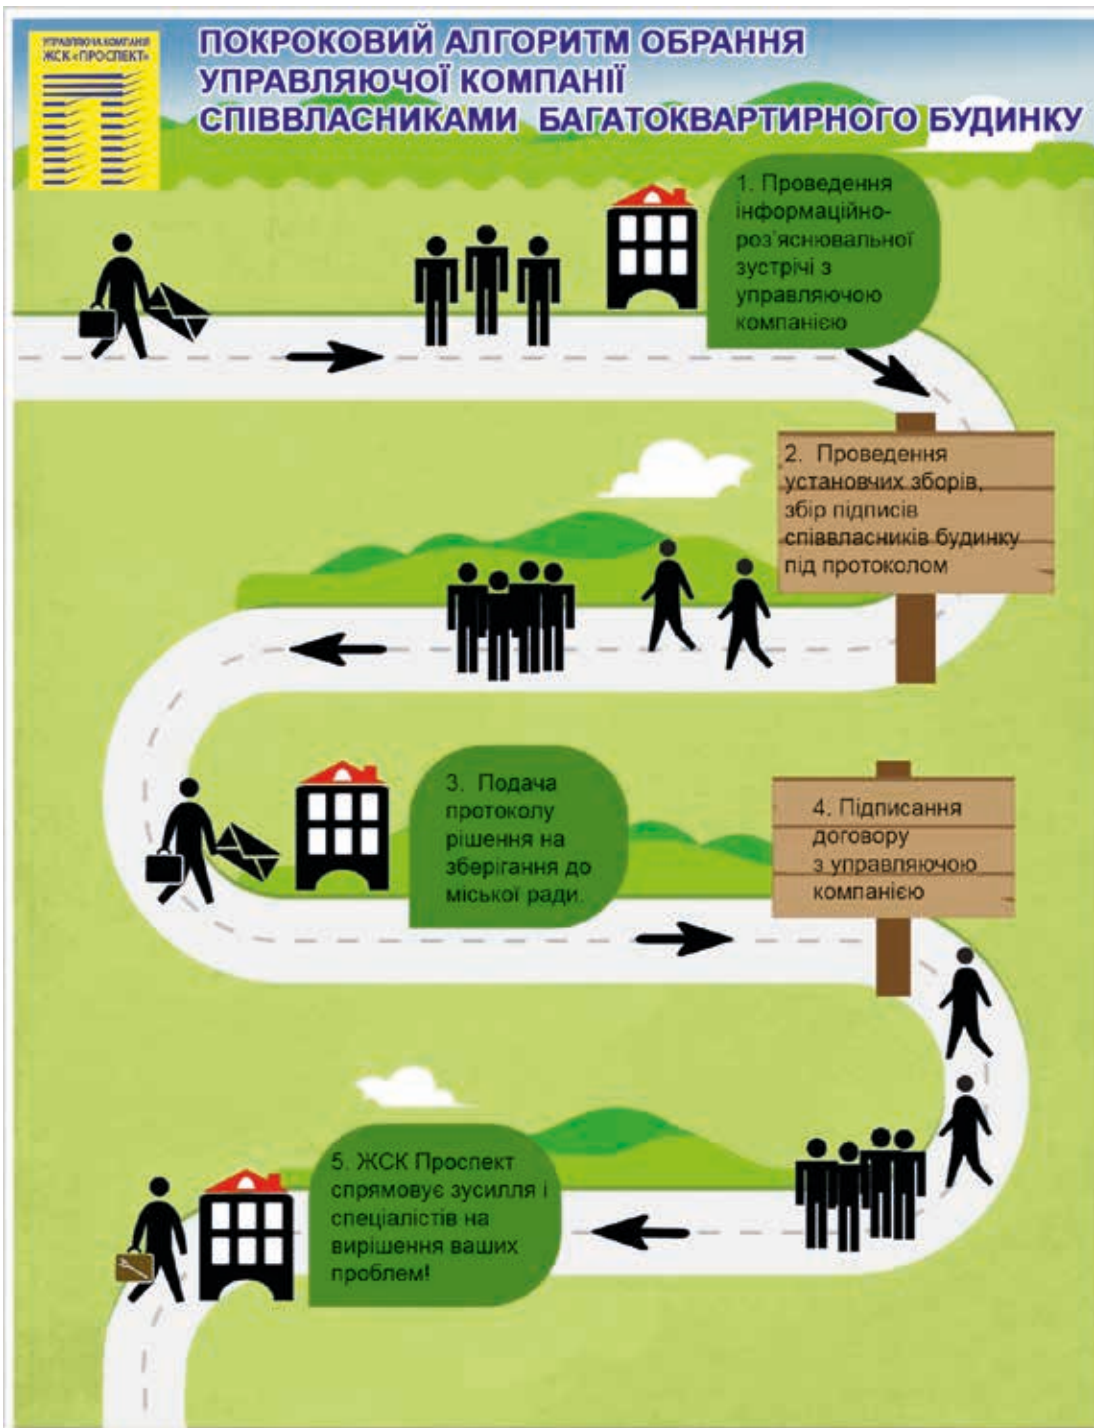 УПРАВЛЯЮЧА КОМПАНІЯ
ЖСК «ПРОСПЕКТ»
ПОКРОКОВИЙ АЛГОРИТМ ОБРАННЯ
УПРАВЛЯЮЧОЇ КОМПАНІЇ
СПІВВЛАСНИКАМИ БАГАТОКВАРТИРНОГО БУДИНКУ
1. Проведення
інформаційно-
роз'яснювальної
зустрічі з
управляючою
компанією
2. Проведення
установчих зборів,
збір підписів
співвласників будинку
під протоколом
3. Подача
протоколу
рішення на
зберігання до
міської ради.
4. Підписання
договору
з управляючою
компанією
5. ЖСК Проспект
спрямовує зусилля і
спеціалістів на
вирішення ваших
проблем!